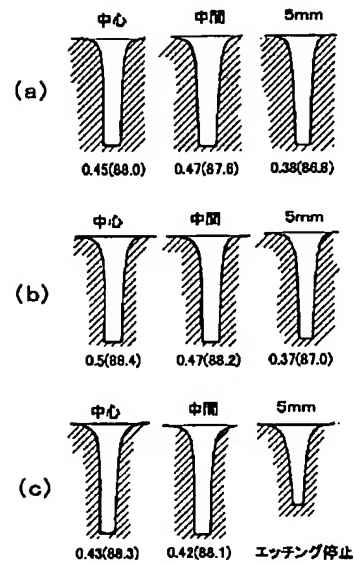 中心 中間 5mm
(a)
0.45(88.0) 0.47(87.6) 0.38(86.8)
中心 中間 5mm
(b)
0.5(88.4) 0.47(88.2) 0.37(87.0)
中心 中間 5mm
(c)
0.43(88.3) 0.42(88.1) エッチング停止